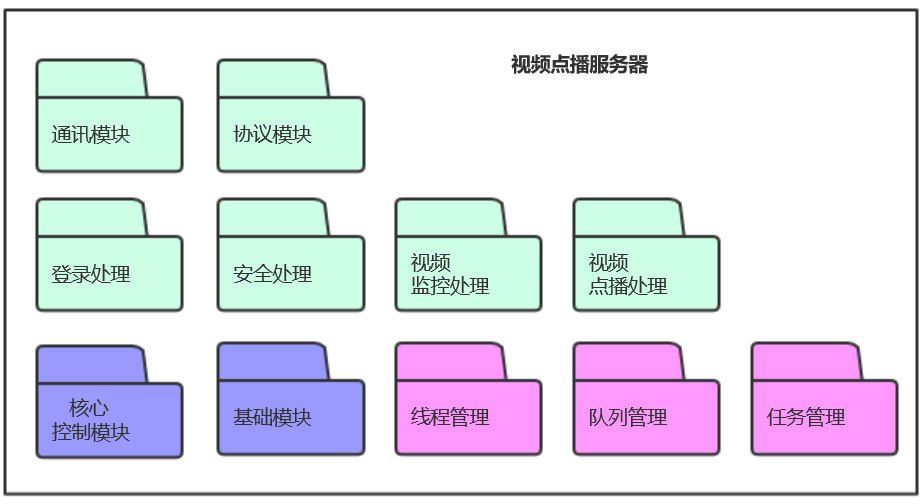 视频点播服务器
通讯模块
协议模块
登录处理
安全处理
视频
监控处理
视频
点播处理
核心
控制模块
基础模块
线程管理
队列管理
任务管理